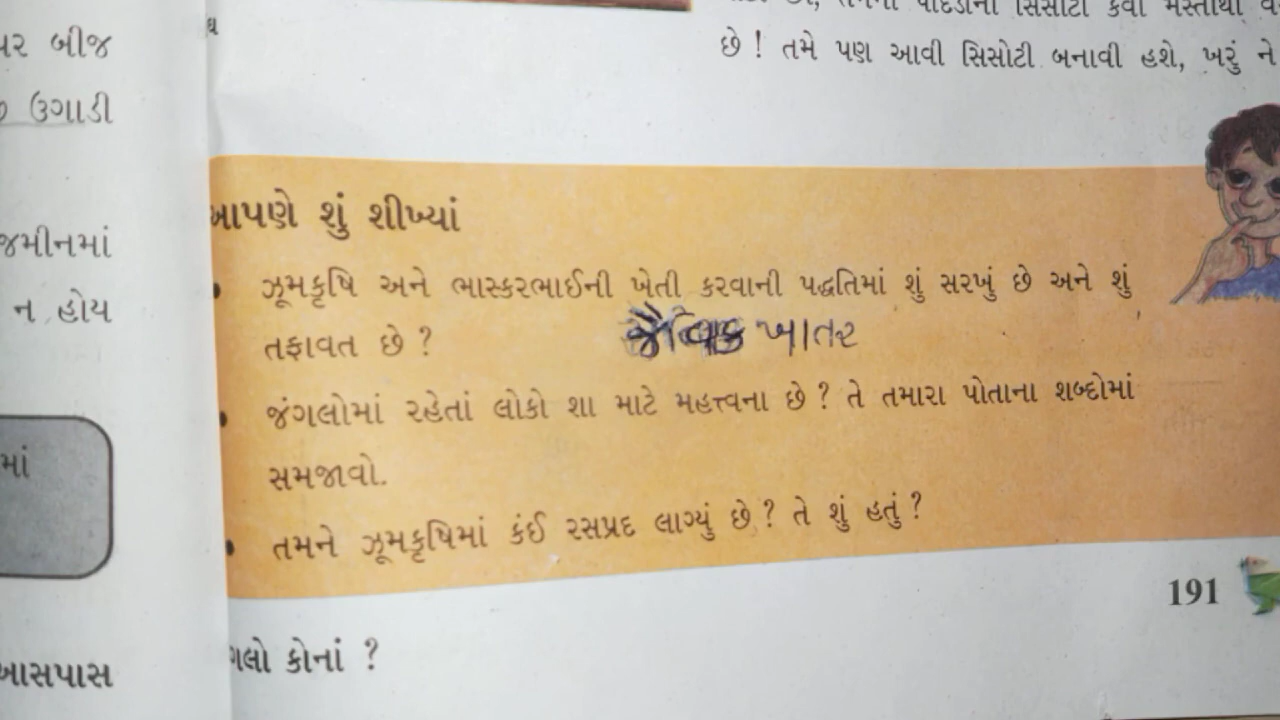 પર બીજ
ઉગાડી
જમીનમાં
ન હોય
માં
આસપાસ
છે ! તમે પણ આવી સિસોટી બનાવી હશે, ખરું ને
આપણે શું શીખ્યાં
• ઝૂમકૃષિ અને ભાસ્કરભાઈની ખેતી કરવાની પદ્ધતિમાં શું સરખું છે અને શું
તફાવત છે ? જૈવિક ખાતર
• જંગલોમાં રહેતાં લોકો શા માટે મહત્ત્વના છે ? તે તમારા પોતાના શબ્દોમાં
સમજાવો.
• તમને ઝૂમકૃષિમાં કંઈ રસપ્રદ લાગ્યું છે ? તે શું હતું ?
191
ગલો કોનાં ?